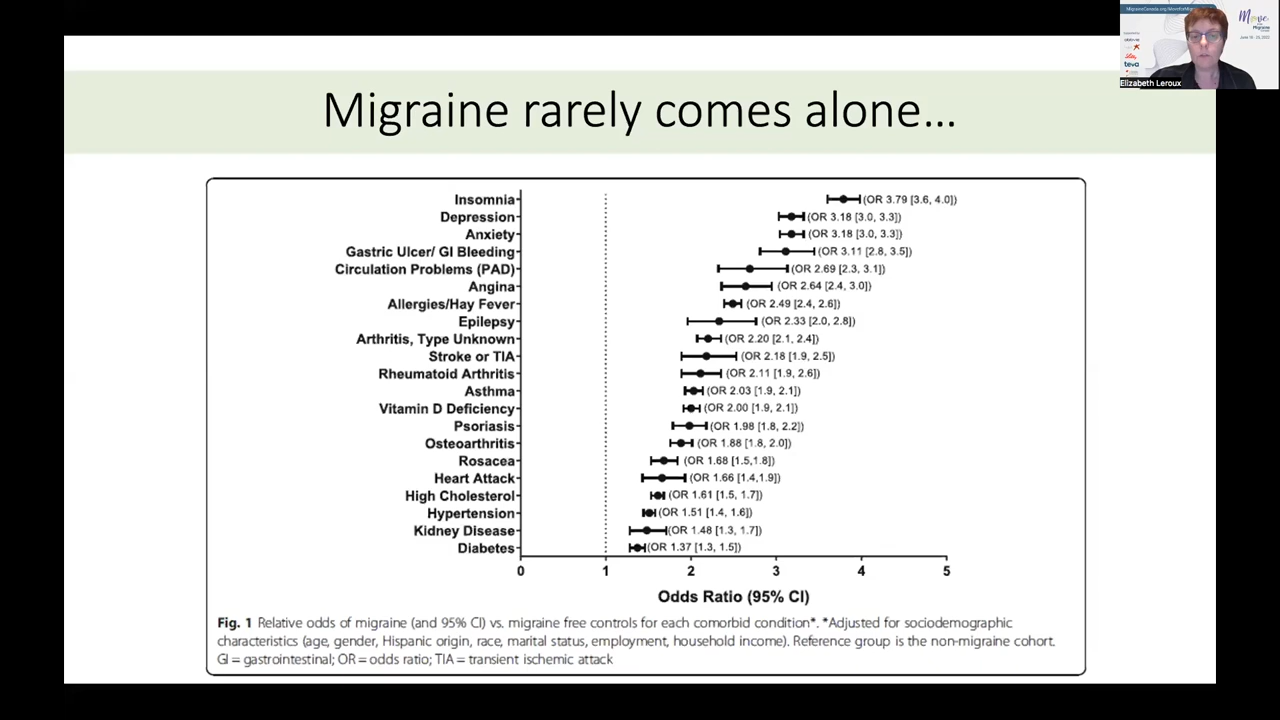 MigraineCanada.org/MoveforMigraine
Move
Migraine
teva
Elizabeth Leroux
Migraine rarely comes alone…
Insomnia (OR 3.79 [3.6, 4.0])
Depression (OR 3.18 [3.0, 3.3])
Anxiety (OR 3.18 [3.0, 3.3])
Gastric Ulcer/ GI Bleeding (OR 3.11 [2.8, 3.5])
Circulation Problems (PAD) (OR 2.69 [2.3, 3.1])
Angina (OR 2.64 [2.4, 3.0])
Allergies/Hay Fever (OR 2.49 [2.4, 2.6])
Epilepsy (OR 2.33 [2.0, 2.8])
Arthritis, Type Unknown (OR 2.20 [2.1, 2.4])
Stroke or TIA (OR 2.18 [1.9, 2.5])
Rheumatoid Arthritis (OR 2.11 [1.9, 2.6])
Asthma (OR 2.03 [1.9, 2.1])
Vitamin D Deficiency (OR 2.00 [1.9, 2.1])
Psoriasis (OR 1.98 [1.8, 2.2])
Osteoarthritis (OR 1.88 [1.8, 2.0])
Rosacea (OR 1.68 [1.5,1.8])
Heart Attack (OR 1.66 [1.4,1.9])
High Cholesterol (OR 1.61 [1.5, 1.7])
Hypertension (OR 1.51 [1.4, 1.6])
Kidney Disease (OR 1.48 [1.3, 1.7])
Diabetes (OR 1.37 [1.3, 1.5])
0 1 2 3 4 5
Odds Ratio (95% CI)
Fig. 1 Relative odds of migraine (and 95% CI) vs. migraine free controls for each comorbid condition*. *Adjusted for sociodemographic
characteristics (age, gender, Hispanic origin, race, marital status, employment, household income). Reference group is the non-migraine cohort.
GI = gastrointestinal; OR = odds ratio; TIA = transient ischemic attack